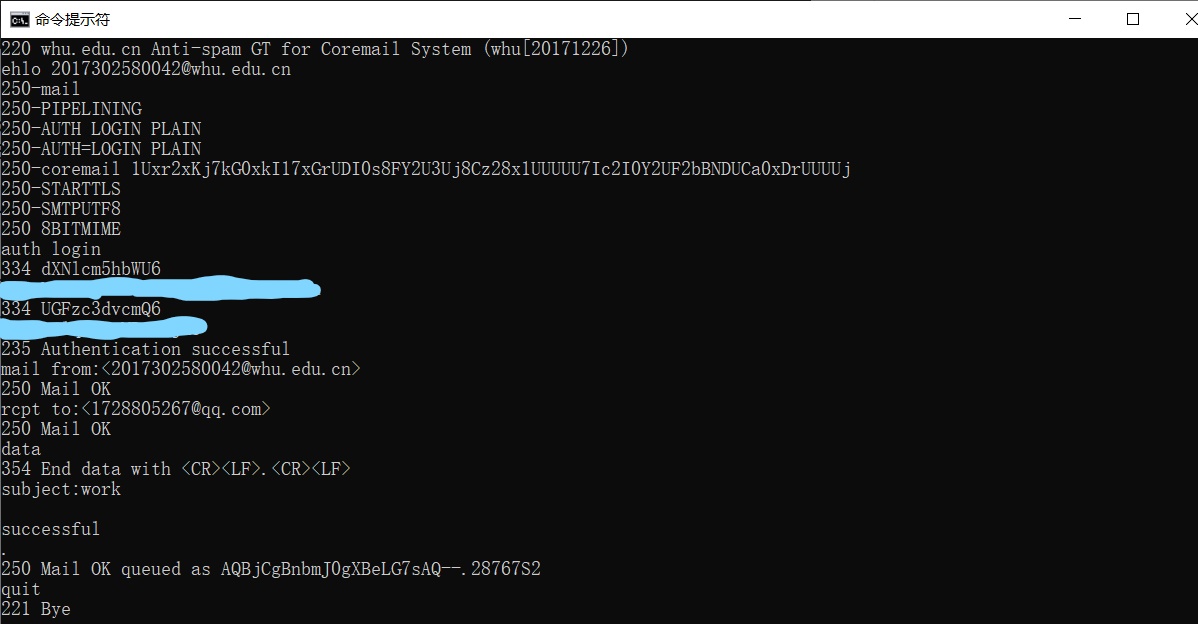 命令提示符
220 whu.edu.cn Anti-spam GT for Coremail System (whu[20171226])
ehlo 2017302580042@whu.edu.cn
250-mail
250-PIPELINING
250-AUTH LOGIN PLAIN
250-AUTH=LOGIN PLAIN
250-coremail 1Uxr2xKj7kG0xkI17xGrUDI0s8FY2U3Uj8Cz28x1UUUUU7Ic2I0Y2UF2bBNDUCa0xDrUUUUj
250-STARTTLS
250-SMTPUTF8
250 8BITMIME
auth login
334 dXNlcm5hbWU6
334 UGFzc3dvcmQ6
235 Authentication successful
mail from:<2017302580042@whu.edu.cn>
250 Mail OK
rcpt to:<1728805267@qq.com>
250 Mail OK
data
354 End data with <CR><LF>.<CR><LF>
subject:work
successful
.
250 Mail OK queued as AQBjCgBnbmJ0gXBeLG7sAQ--.28767S2
quit
221 Bye